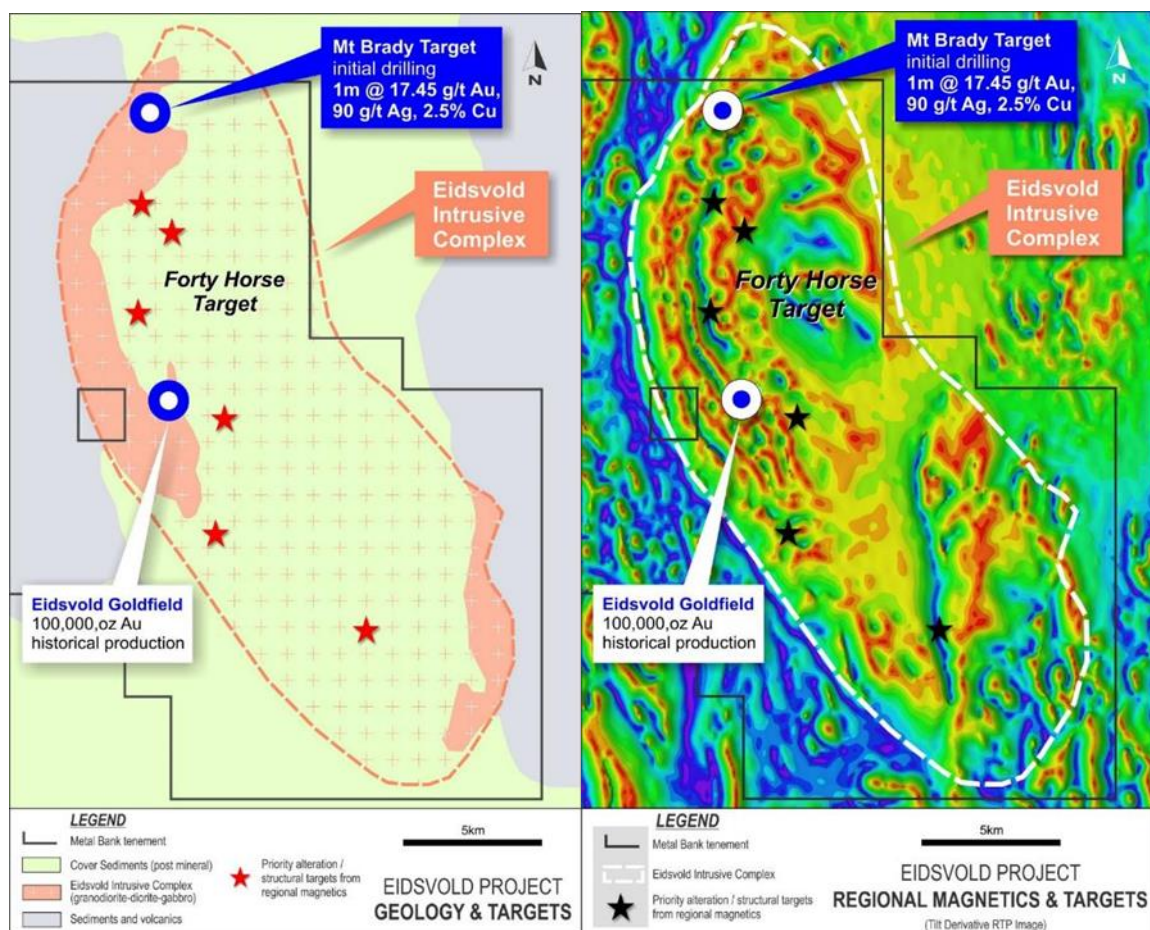 Mt Brady Target
initial drilling
1m @ 17.45 g/t Au,
90 g/t Ag, 2.5% Cu
N
Eidsvold
Intrusive
Complex
Forty Horse
Target
Eidsvold Goldfield
100,000,oz Au
historical production
LEGEND
Metal Bank tenement
Cover Sediments (post mineral)
Eidsvold Intrusive Complex
(granodiorite-diorite-gabbro)
Sediments and volcanics
Priority alteration /
structural targets from
regional magnetics
5km
EIDSVOLD PROJECT
GEOLOGY & TARGETS
Mt Brady Target
initial drilling
1m @ 17.45 g/t Au,
90 g/t Ag, 2.5% Cu
N
Eidsvold
Intrusive
Complex
Forty Horse
Target
Eidsvold Goldfield
100,000,oz Au
historical production
LEGEND
Metal Bank tenement
Eidsvold Intrusive Complex
Priority alteration / structural targets
from regional magnetics
5km
EIDSVOLD PROJECT
REGIONAL MAGNETICS & TARGETS
(Tilt Derivative RTP Image)